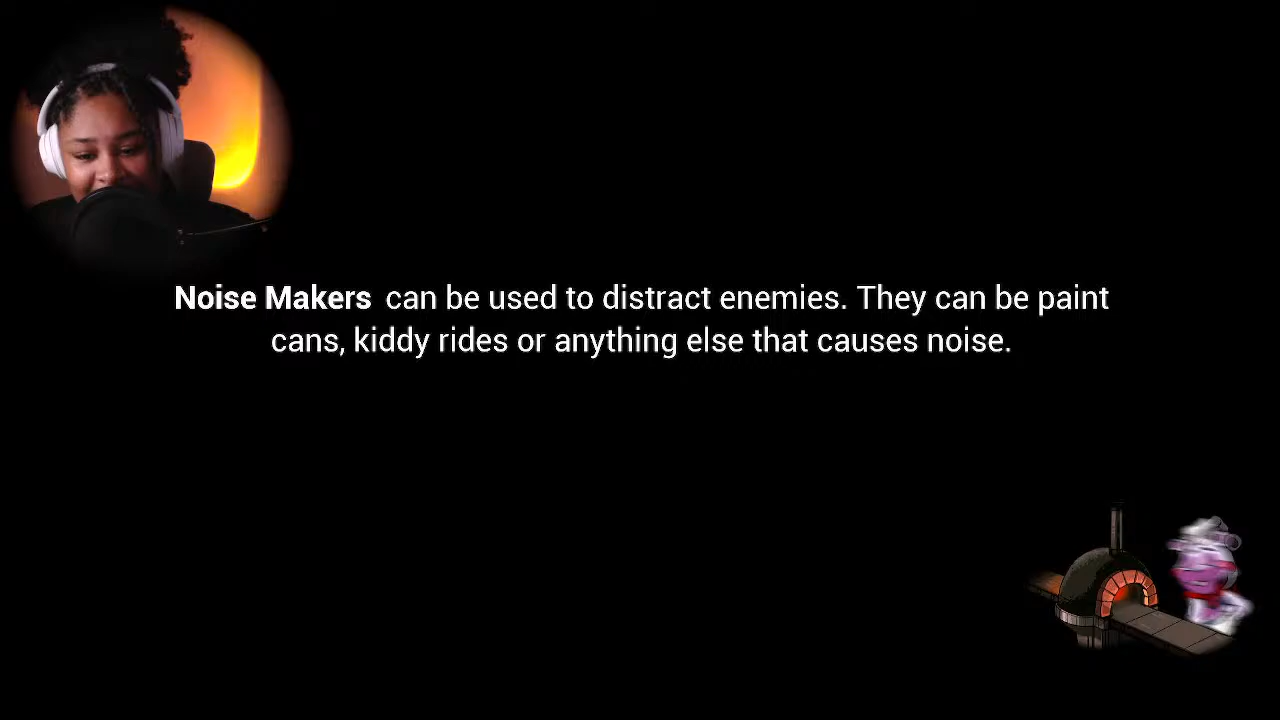 Noise Makers can be used to distract enemies. They can be paint
cans, kiddy rides or anything else that causes noise.